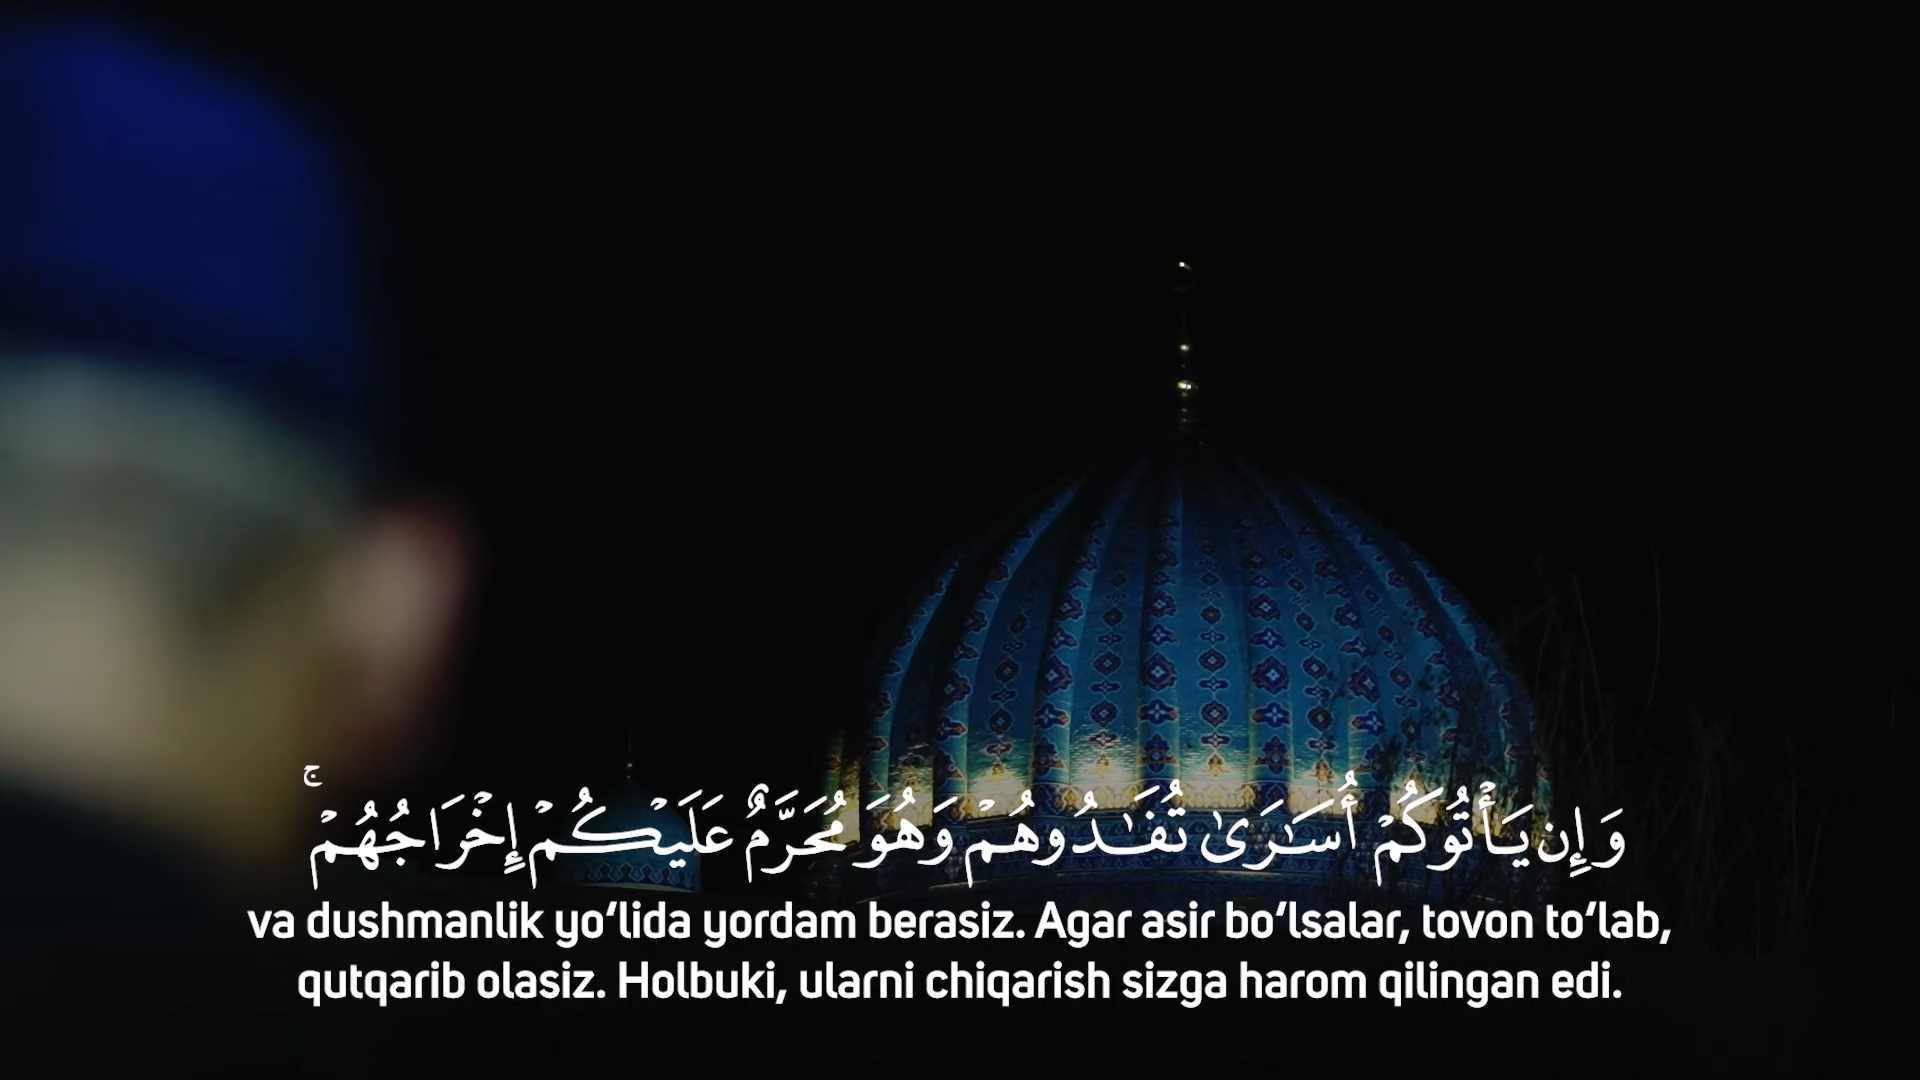 وَإِن يَأْتُوكُمْ أُسَٰرَىٰ تُفَٰدُوهُمْ وَهُوَ مُحَرَّمٌ عَلَيْكُمْ إِخْرَاجُهُمْ ۚ
va dushmanlik yo‘lida yordam berasiz. Agar asir bo‘lsalar, tovon to‘lab,
qutqarib olasiz. Holbuki, ularni chiqarish sizga harom qilingan edi.